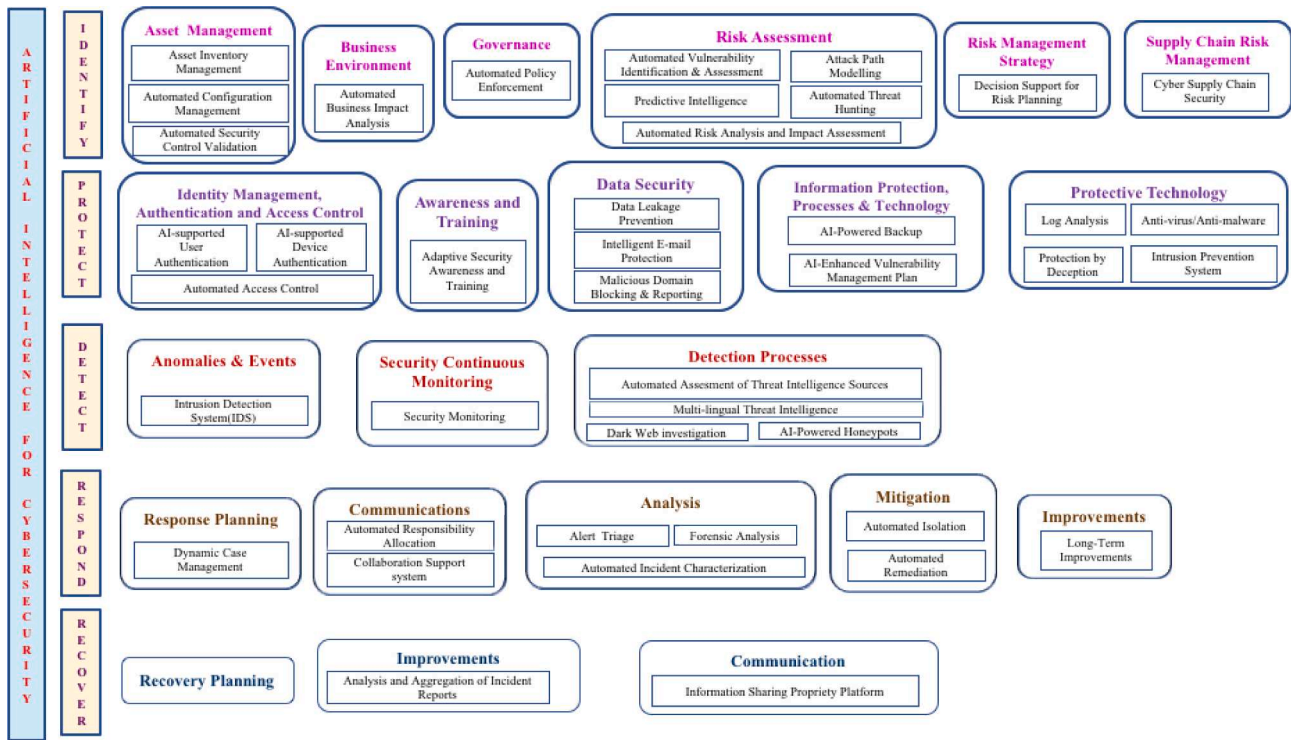 ARTIFICIAL INTELLIGENCE FOR CYBERSECURITY
IDENTIFY
Asset Management
Asset Inventory
Management
Automated Configuration
Management
Automated Security
Control Validation
Business
Environment
Automated
Business Impact
Analysis
Governance
Automated Policy
Enforcement
Risk Assessment
Automated Vulnerability
Identification & Assessment
Attack Path
Modelling
Predictive Intelligence
Automated Threat
Hunting
Automated Risk Analysis and Impact Assessment
Risk Management
Strategy
Decision Support for
Risk Planning
Supply Chain Risk
Management
Cyber Supply Chain
Security
PROTECT
Identity Management,
Authentication and Access Control
AI-supported
User
Authentication
AI-supported
Device
Authentication
Automated Access Control
Awareness and
Training
Adaptive Security
Awareness and
Training
Data Security
Data Leakage
Prevention
Intelligent E-mail
Protection
Malicious Domain
Blocking & Reporting
Information Protection,
Processes & Technology
AI-Powered Backup
AI-Enhanced Vulnerability
Management Plan
Protective Technology
Log Analysis
Anti-virus/Anti-malware
Protection by
Deception
Intrusion Prevention
System
DETECT
Anomalies & Events
Intrusion Detection
System(IDS)
Security Continuous
Monitoring
Security Monitoring
Detection Processes
Automated Assesment of Threat Intelligence Sources
Multi-lingual Threat Intelligence
Dark Web investigation
AI-Powered Honeypots
RESPOND
Response Planning
Dynamic Case
Management
Communications
Automated Responsibility
Allocation
Collaboration Support
system
Analysis
Alert Triage
Forensic Analysis
Automated Incident Characterization
Mitigation
Automated Isolation
Automated
Remediation
Improvements
Long-Term
Improvements
RECOVER
Recovery Planning
Improvements
Analysis and Aggregation of Incident
Reports
Communication
Information Sharing Propriety Platform